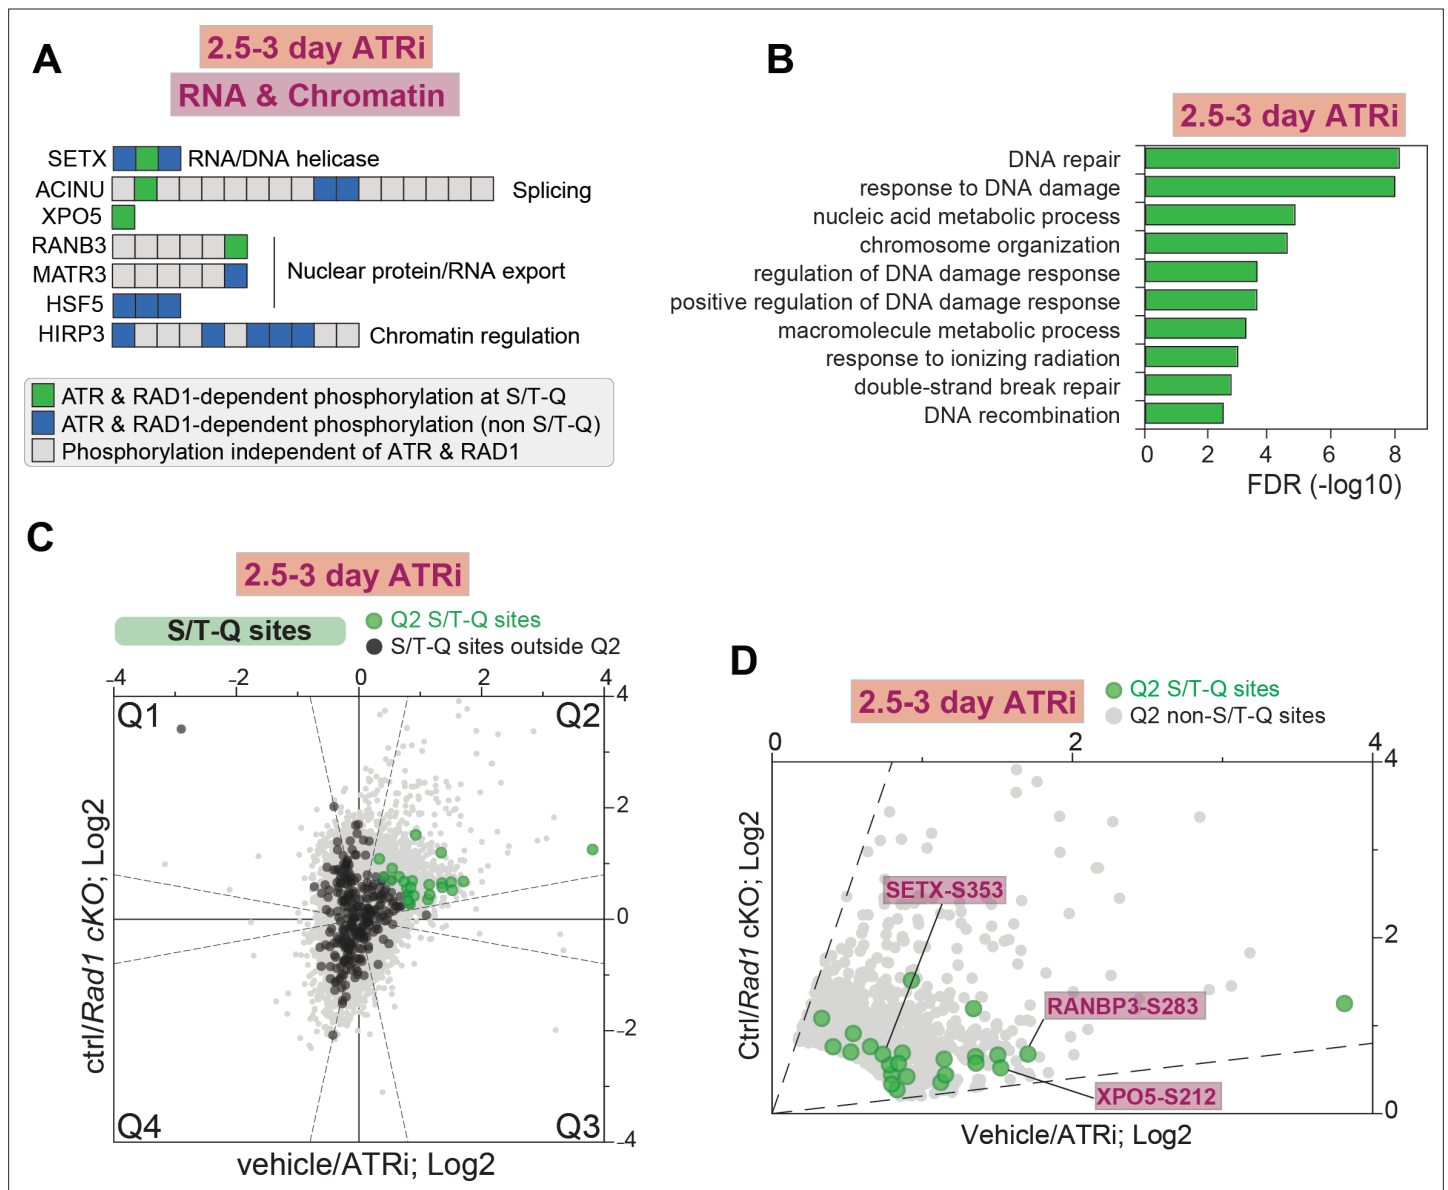 A
2.5-3 day ATRi
RNA & Chromatin
SETX
RNA/DNA helicase
ACINU
Splicing
XPO5
RANB3
MATR3
Nuclear protein/RNA export
HSF5
HIRP3
Chromatin regulation
ATR & RAD1-dependent phosphorylation at S/T-Q
ATR & RAD1-dependent phosphorylation (non S/T-Q)
Phosphorylation independent of ATR & RAD1
B
2.5-3 day ATRi
DNA repair
response to DNA damage
nucleic acid metabolic process
chromosome organization
regulation of DNA damage response
positive regulation of DNA damage response
macromolecule metabolic process
response to ionizing radiation
double-strand break repair
DNA recombination
0 2 4 6 8
FDR (-log10)
C
2.5-3 day ATRi
S/T-Q sites
Q2 S/T-Q sites
S/T-Q sites outside Q2
-4 -2 0 2 4
Q1 Q2
2
0
-2
Q4 Q3
-4
ctrl/Rad1 cKO; Log2
vehicle/ATRi; Log2
D
2.5-3 day ATRi
Q2 S/T-Q sites
Q2 non-S/T-Q sites
0 2 4
4
SETX-S353
2
RANBP3-S283
XPO5-S212
0
Ctrl/Rad1 cKO; Log2
Vehicle/ATRi; Log2